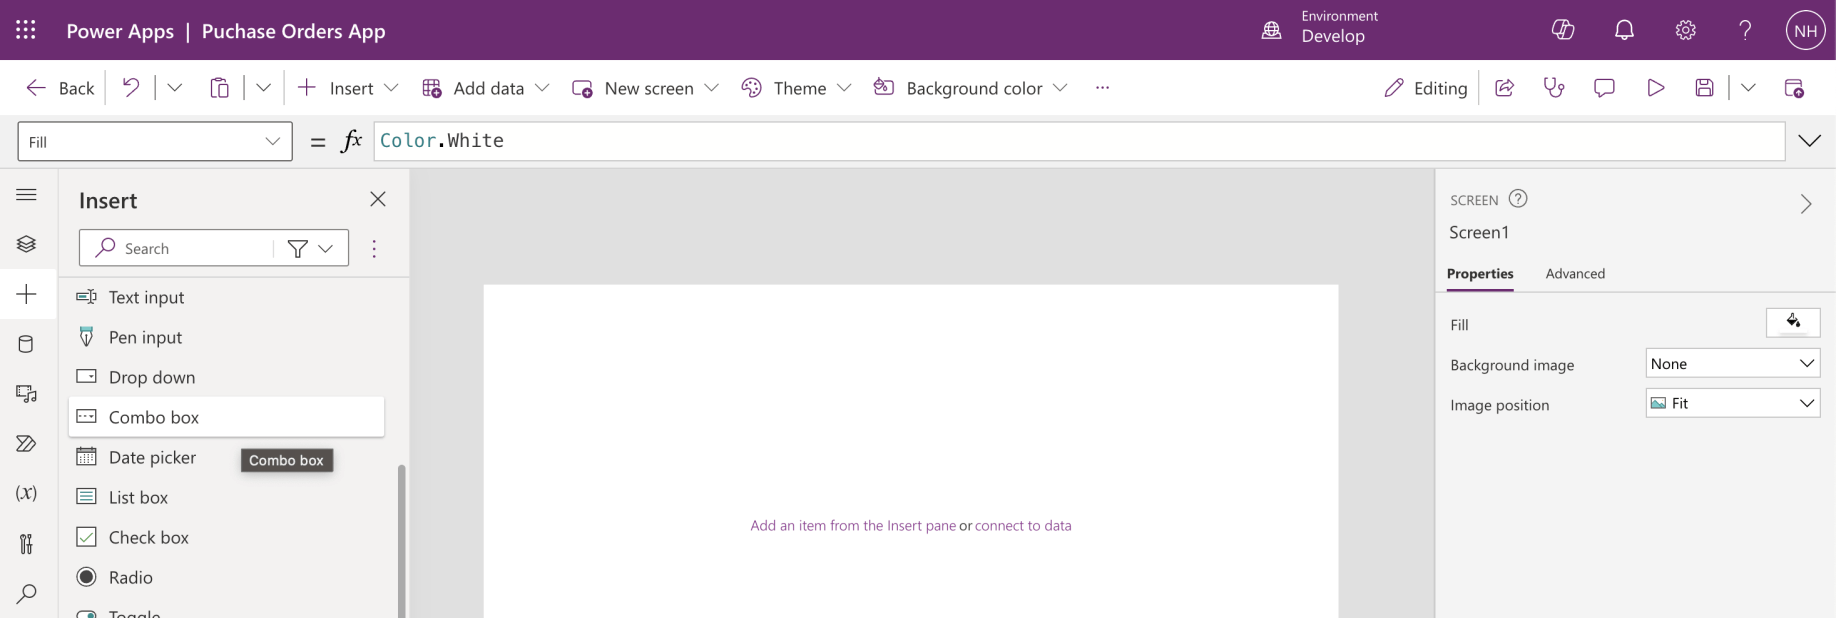 Power Apps | Puchase Orders App
Environment
Develop
NH
Back
Insert
Add data
New screen
Theme
Background color
...
Editing
Fill
= fx Color.White
Insert
Search
Text input
Pen input
Drop down
Combo box
Date picker
Combo box
List box
Check box
Radio
Toggle
(x)
Add an item from the Insert pane or connect to data
SCREEN ?
Screen1
Properties Advanced
Fill
Background image None
Image position Fit